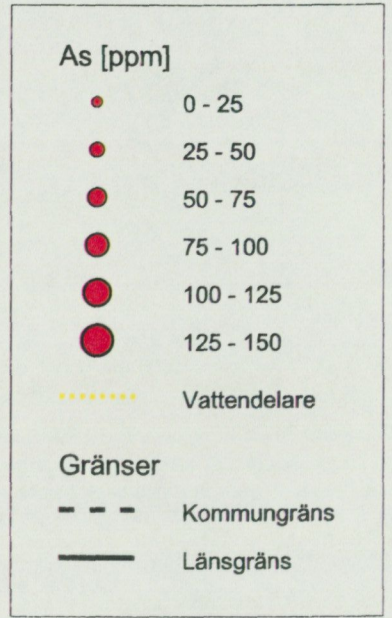 As [ppm]
0 - 25
25 - 50
50 - 75
75 - 100
100 - 125
125 - 150
Vattendelare
Gränser
Kommungräns
Länsgräns